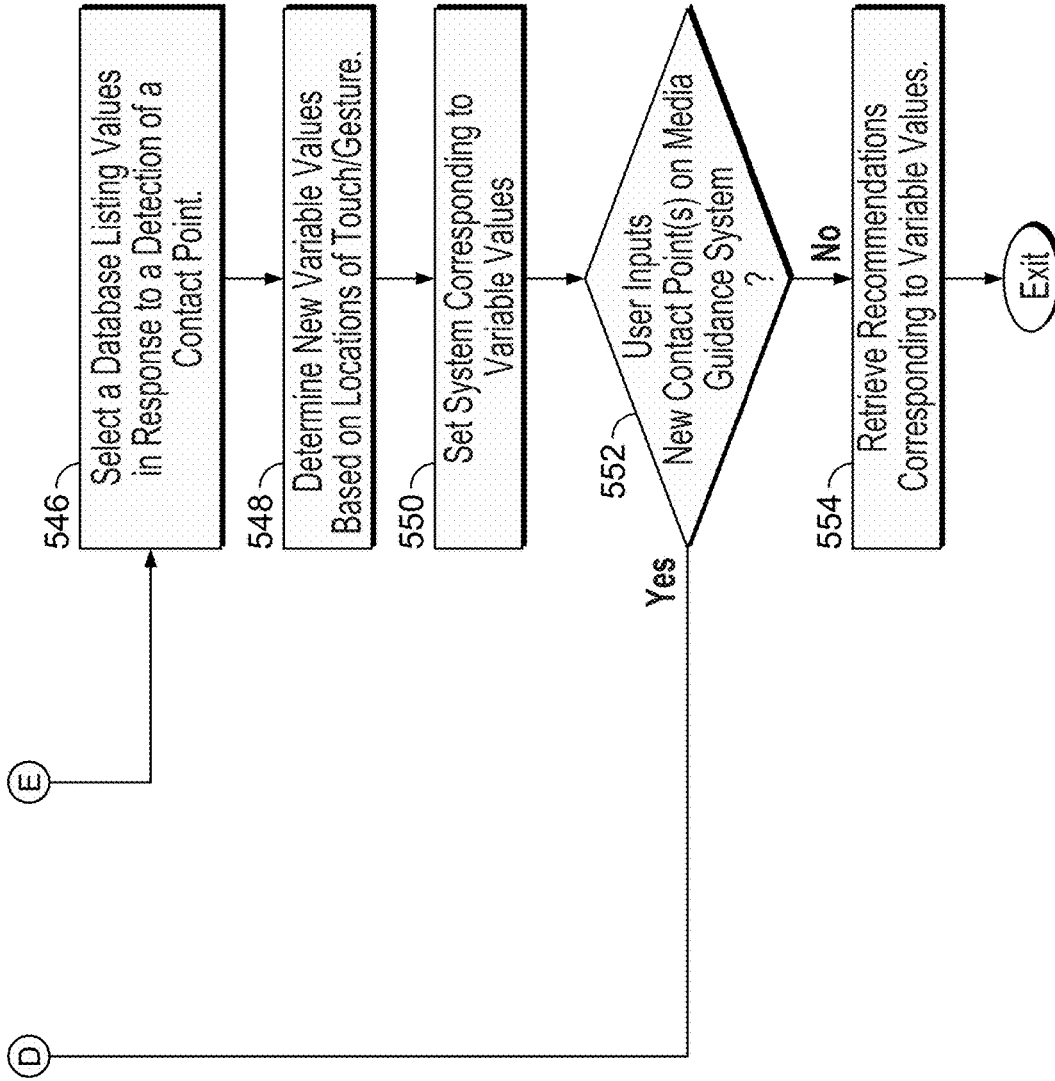 D
E
546
Select a Database Listing Values
in Response to a Detection of a
Contact Point.
548
Determine New Variable Values
Based on Locations of Touch/Gesture.
550
Set System Corresponding to
Variable Values
552
User Inputs
New Contact Point(s) on Media
Guidance System
?
Yes
No
554
Retrieve Recommendations
Corresponding to Variable Values.
Exit